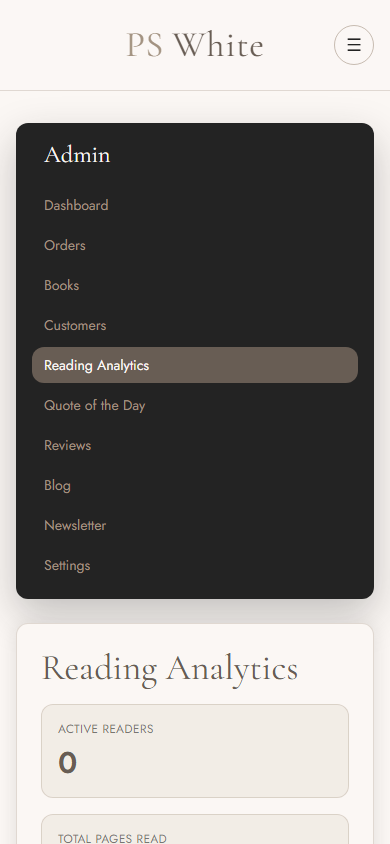 PS White
Admin
Dashboard
Orders
Books
Customers
Reading Analytics
Quote of the Day
Reviews
Blog
Newsletter
Settings
Reading Analytics
ACTIVE READERS
0
TOTAL PAGES READ